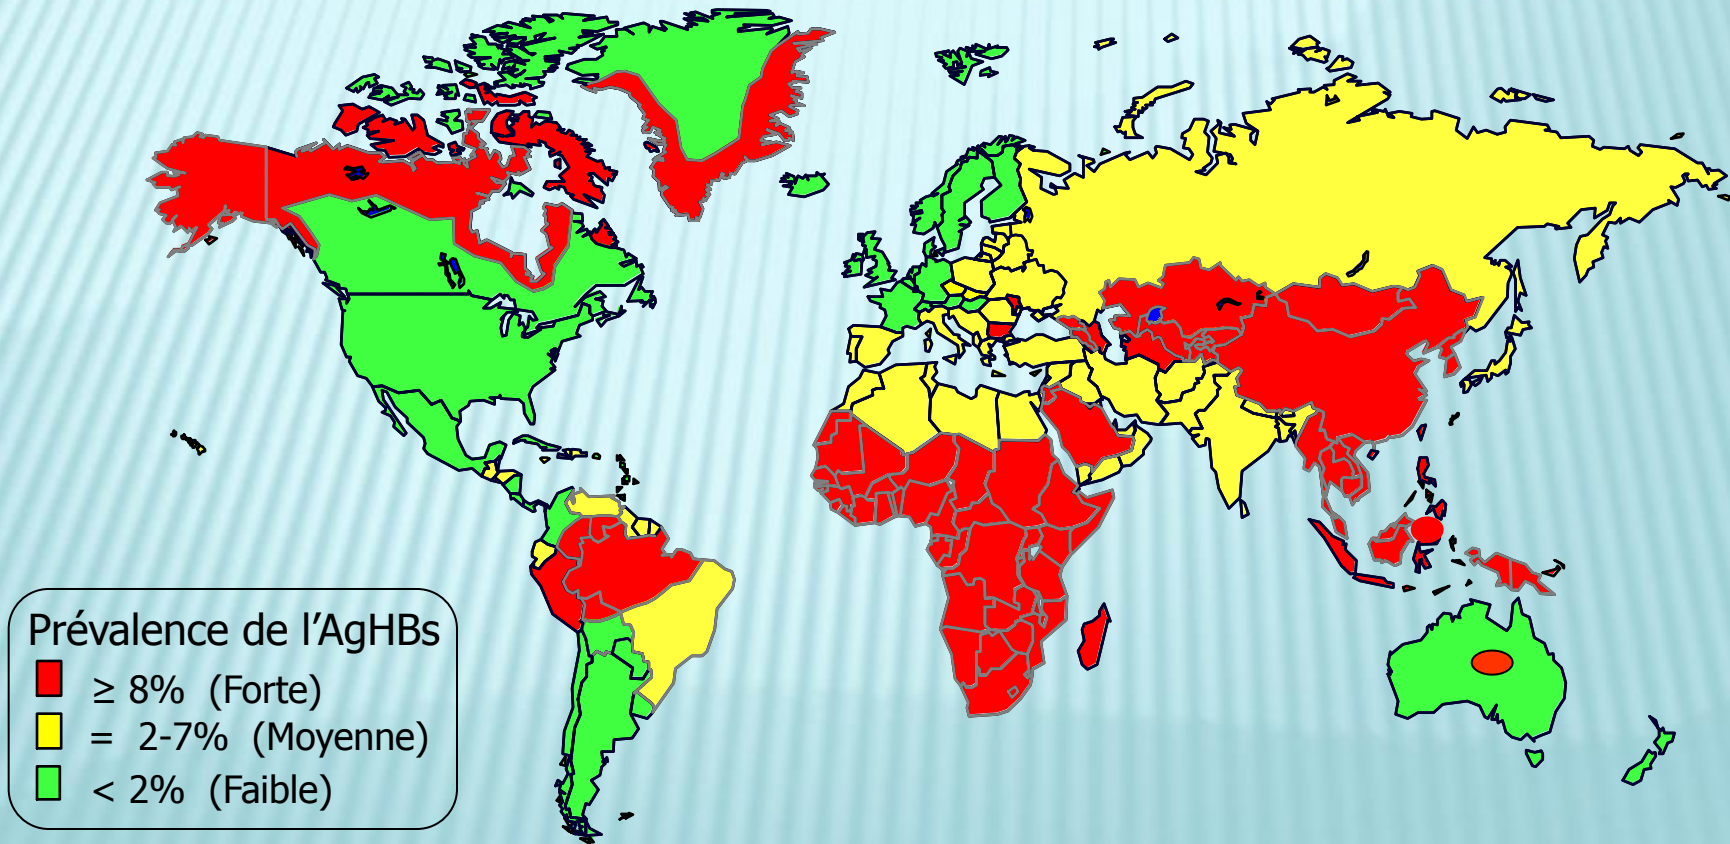 Prévalence de l’AgHBs
≥ 8% (Forte)
= 2-7% (Moyenne)
< 2% (Faible)